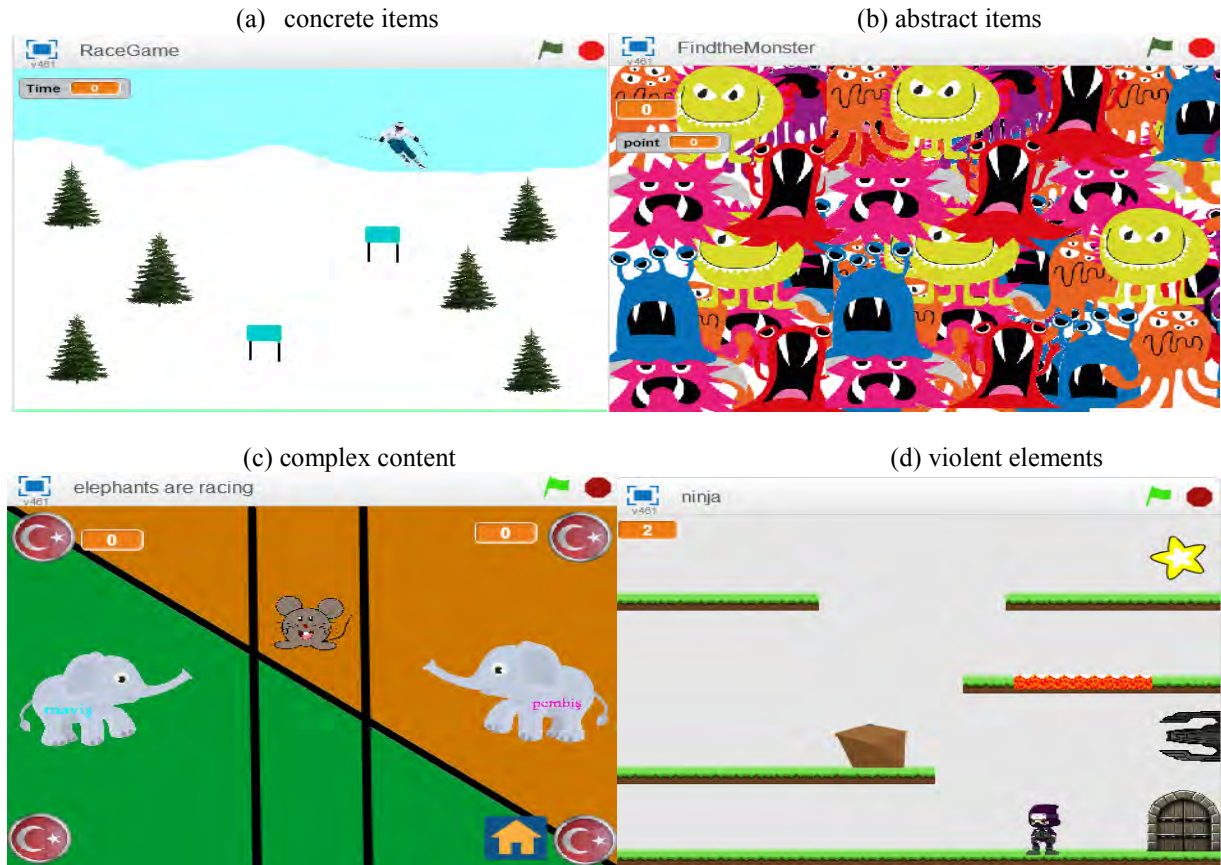 (a) concrete items
(b) abstract items
RaceGame
v461
Time 0
FindtheMonster
v461
0
point 0
(c) complex content
(d) violent elements
elephants are racing
v461
0
0
maviş
pembiş
ninja
v461
2